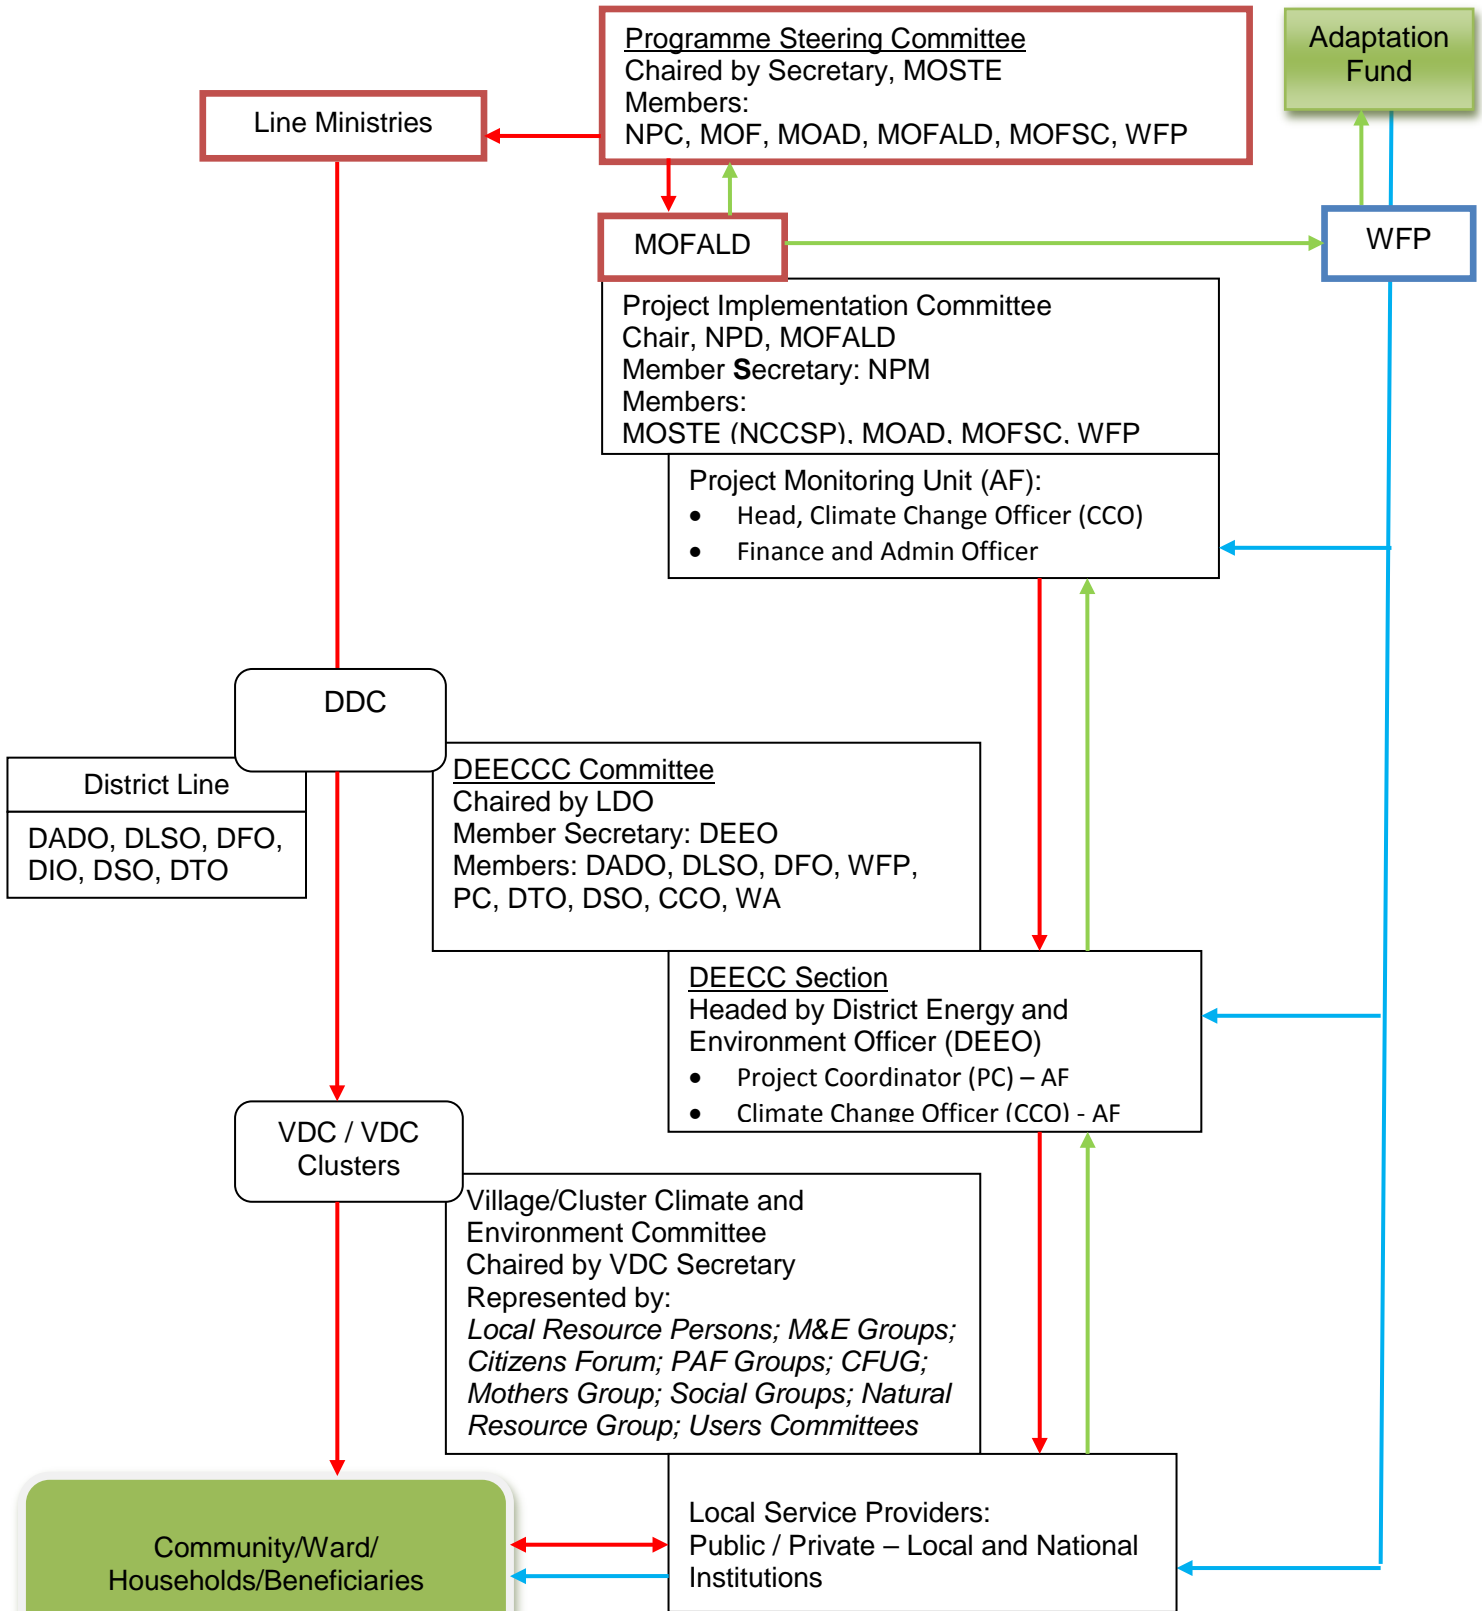 Programme Steering Committee
Chaired by Secretary, MOSTE
Members:
NPC, MOF, MOAD, MOFALD, MOFSC, WFP
Adaptation
Fund
Line Ministries
MOFALD
WFP
Project Implementation Committee
Chair, NPD, MOFALD
Member Secretary: NPM
Members:
MOSTE (NCCSP), MOAD, MOFSC, WFP
Project Monitoring Unit (AF):
• Head, Climate Change Officer (CCO)
• Finance and Admin Officer
DDC
District Line
DADO, DLSO, DFO,
DIO, DSO, DTO
DEECCC Committee
Chaired by LDO
Member Secretary: DEEO
Members: DADO, DLSO, DFO, WFP,
PC, DTO, DSO, CCO, WA
DEECC Section
Headed by District Energy and
Environment Officer (DEEO)
• Project Coordinator (PC) – AF
• Climate Change Officer (CCO) - AF
VDC / VDC
Clusters
Village/Cluster Climate and
Environment Committee
Chaired by VDC Secretary
Represented by:
Local Resource Persons; M&E Groups;
Citizens Forum; PAF Groups; CFUG;
Mothers Group; Social Groups; Natural
Resource Group; Users Committees
Community/Ward/
Households/Beneficiaries
Local Service Providers:
Public / Private – Local and National
Institutions